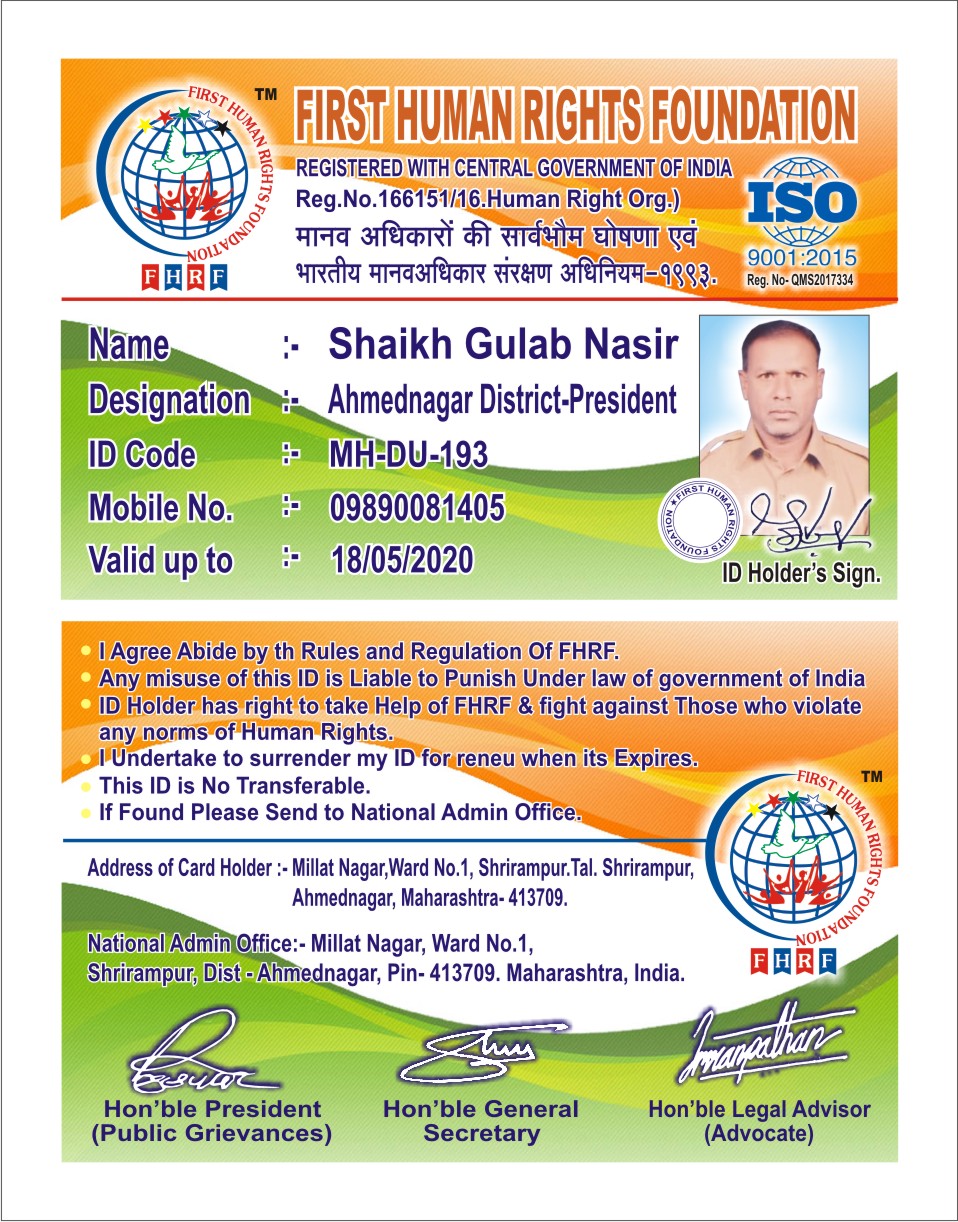 FIRST HUMAN RIGHTS FOUNDATION
TM
FHRF
FIRST HUMAN RIGHTS FOUNDATION
REGISTERED WITH CENTRAL GOVERNMENT OF INDIA
Reg.No.166151/16.Human Right Org.)
मानव अधिकारों की सार्वभौम घोषणा एवं
भारतीय मानवअधिकार संरक्षण अधिनियम–१९९३.
ISO
9001:2015
Reg. No- QMS2017334
Name :- Shaikh Gulab Nasir
Designation :- Ahmednagar District-President
ID Code :- MH-DU-193
Mobile No. :- 09890081405
Valid up to :- 18/05/2020
★ FIRST HUMAN RIGHTS FOUNDATION
ID Holder's Sign.
• I Agree Abide by th Rules and Regulation Of FHRF.
• Any misuse of this ID is Liable to Punish Under law of government of India
• ID Holder has right to take Help of FHRF & fight against Those who violate
any norms of Human Rights.
• I Undertake to surrender my ID for reneu when its Expires.
• This ID is No Transferable.
• If Found Please Send to National Admin Office.
FIRST HUMAN RIGHTS FOUNDATION
TM
FHRF
Address of Card Holder :- Millat Nagar,Ward No.1, Shrirampur.Tal. Shrirampur,
Ahmednagar, Maharashtra- 413709.
National Admin Office:- Millat Nagar, Ward No.1,
Shrirampur, Dist - Ahmednagar, Pin- 413709. Maharashtra, India.
Imranpathan
Hon'ble President
(Public Grievances)
Hon'ble General
Secretary
Hon'ble Legal Advisor
(Advocate)